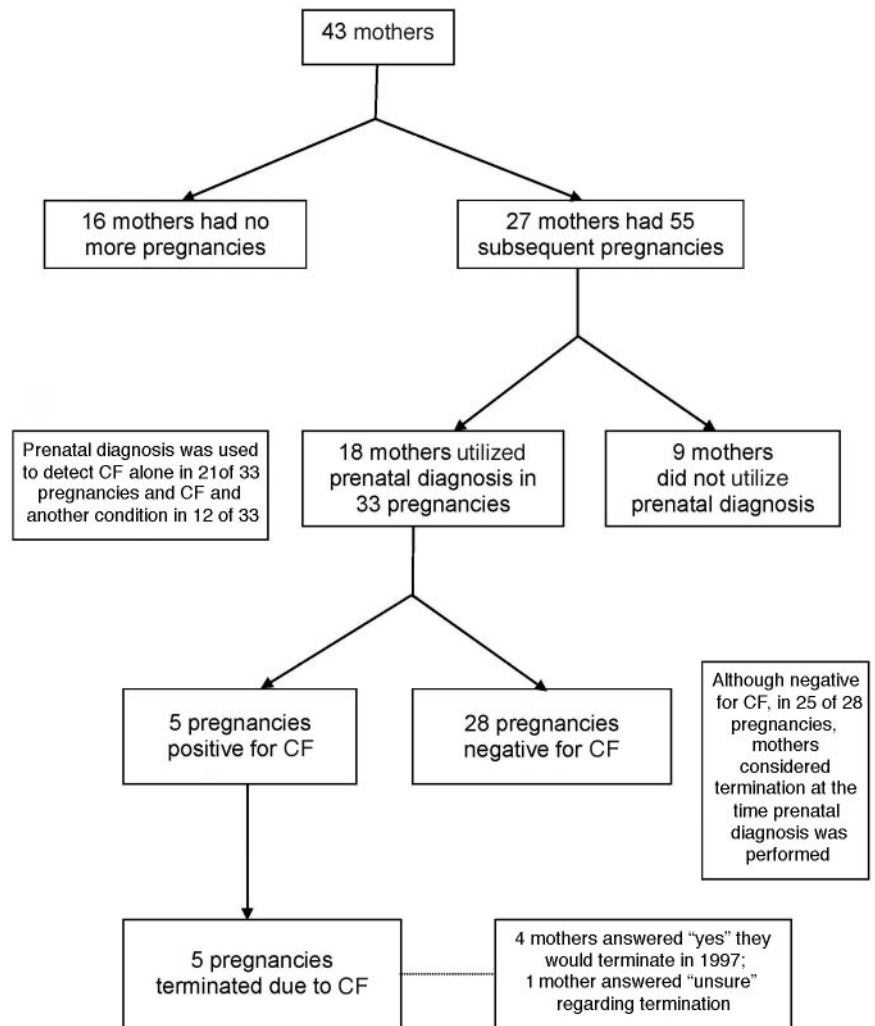 43 mothers
16 mothers had no
more pregnancies
27 mothers had 55
subsequent pregnancies
Prenatal diagnosis was used
to detect CF alone in 21of 33
pregnancies and CF and
another condition in 12 of 33
18 mothers utilized
prenatal diagnosis in
33 pregnancies
9 mothers
did not utilize
prenatal diagnosis
5 pregnancies
positive for CF
28 pregnancies
negative for CF
Although negative
for CF, in 25 of 28
pregnancies,
mothers
considered
termination at the
time prenatal
diagnosis was
performed
5 pregnancies
terminated due to CF
4 mothers answered “yes” they
would terminate in 1997;
1 mother answered “unsure”
regarding termination